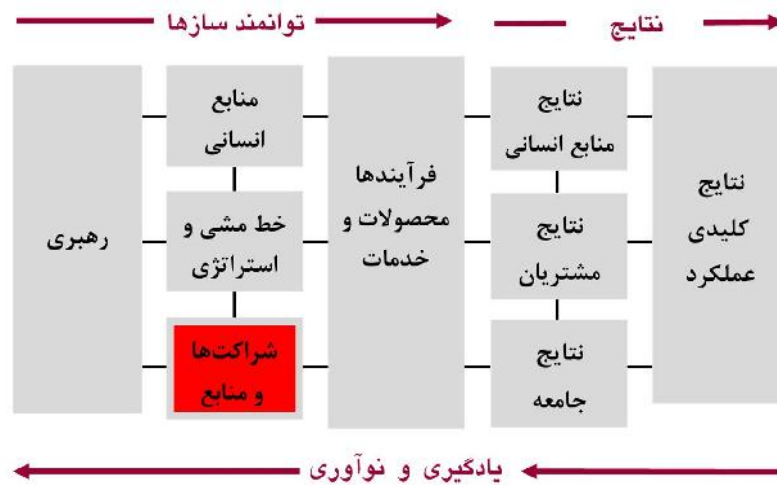 توانمند سازها
نتایج
رهبری
منابع
انسانی
خط مشی و
استراتژی
شراکت‌ها
و منابع
فرآیندها
محصولات و
خدمات
نتایج
منابع انسانی
نتایج
مشتریان
نتایج
جامعه
نتایج
کلیدی
عملکرد
یادگیری و نوآوری